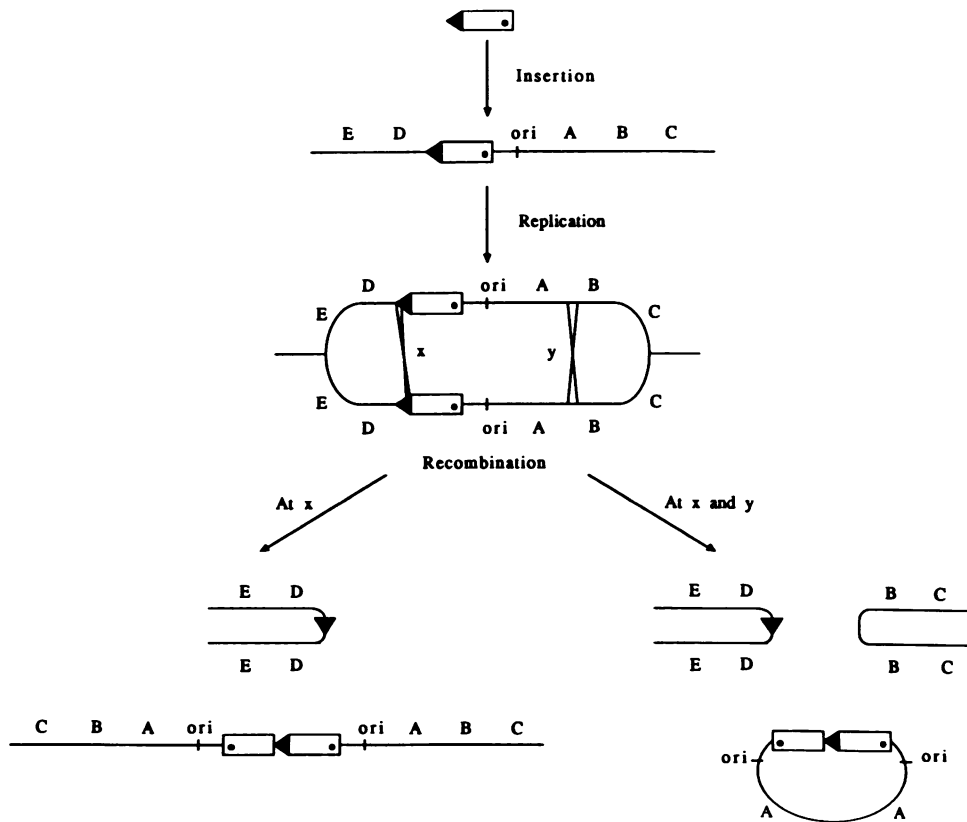 Insertion
E D ori A B C
Replication
D ori A B
E C
x y
E C
D ori A B
Recombination
At x At x and y
E D E D B C
E D E D B C
C B A ori ori A B C
ori ori
A A